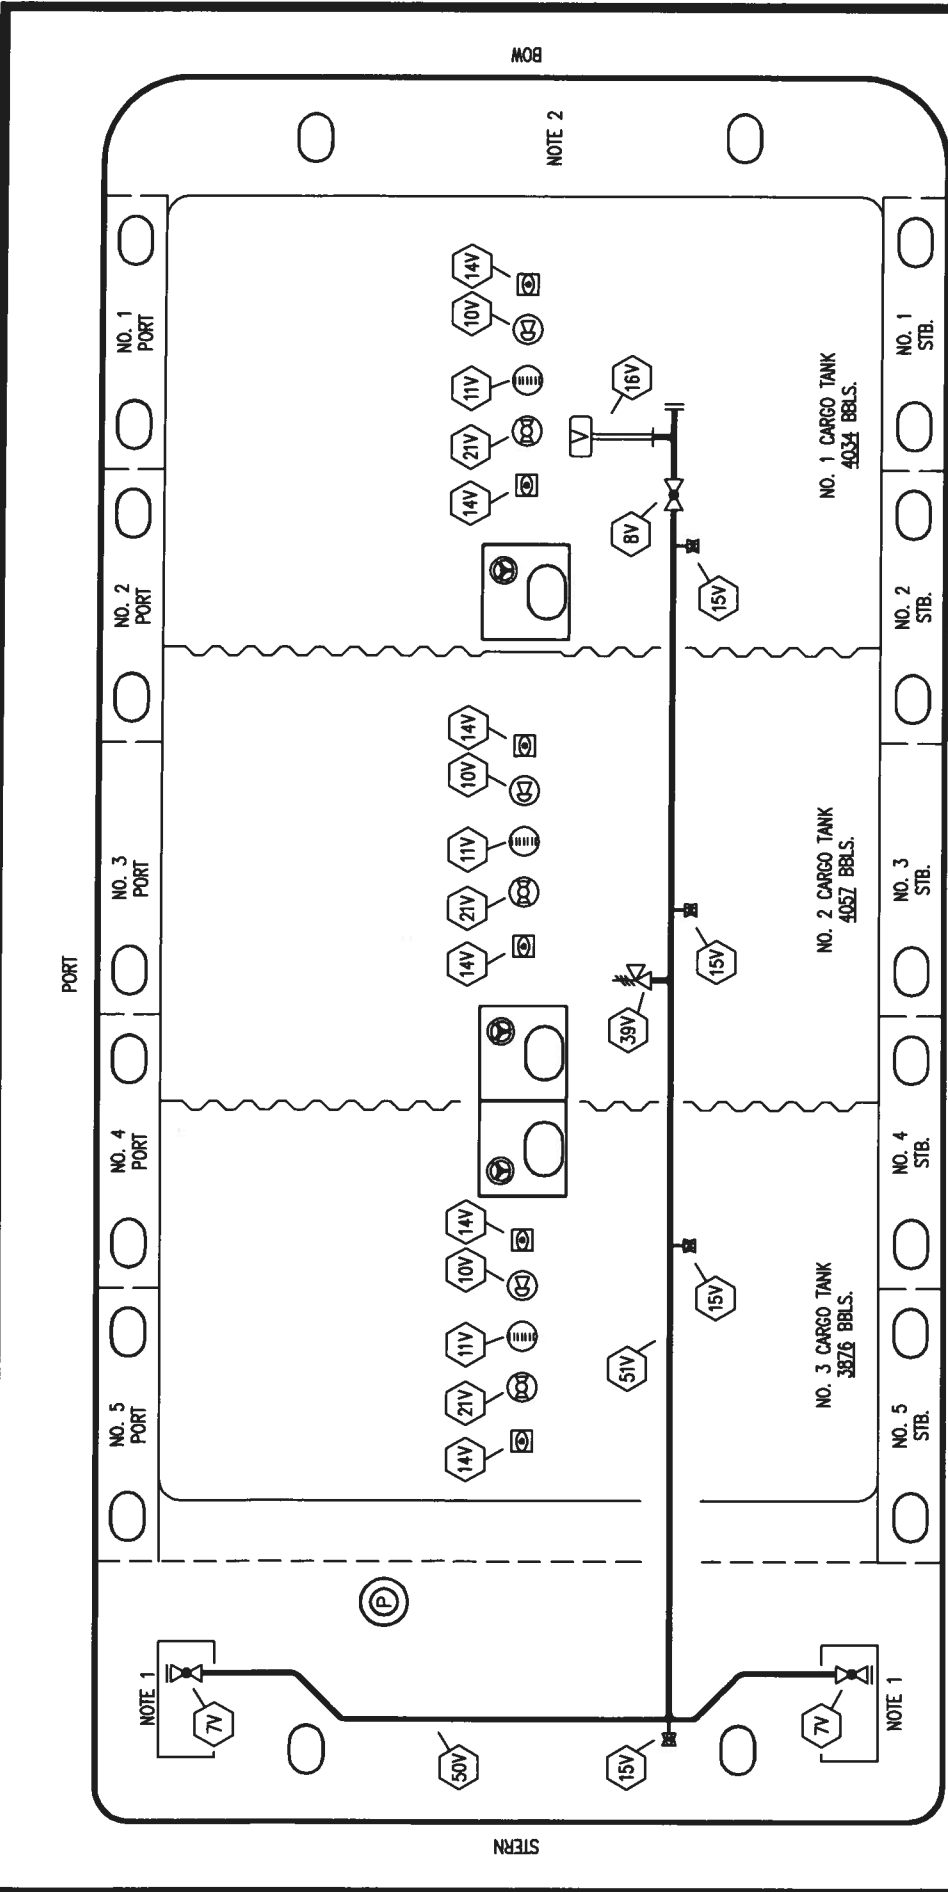 BOW
NOTE 2
NO. 1
PORT
NO. 2
PORT
NO. 3
PORT
NO. 4
PORT
NO. 5
PORT
PORT
14V
10V
11V
21V
14V
16V
V
8V
15V
NO. 1 CARGO TANK
4034 BBLS.
NO. 1
STB.
NO. 2
STB.
14V
10V
11V
21V
14V
39V
15V
NO. 2 CARGO TANK
4057 BBLS.
NO. 3
STB.
NO. 4
STB.
14V
10V
11V
21V
14V
15V
51V
NO. 3 CARGO TANK
3876 BBLS.
NO. 5
STB.
P
NOTE 1
7V
50V
15V
7V
NOTE 1
STERN